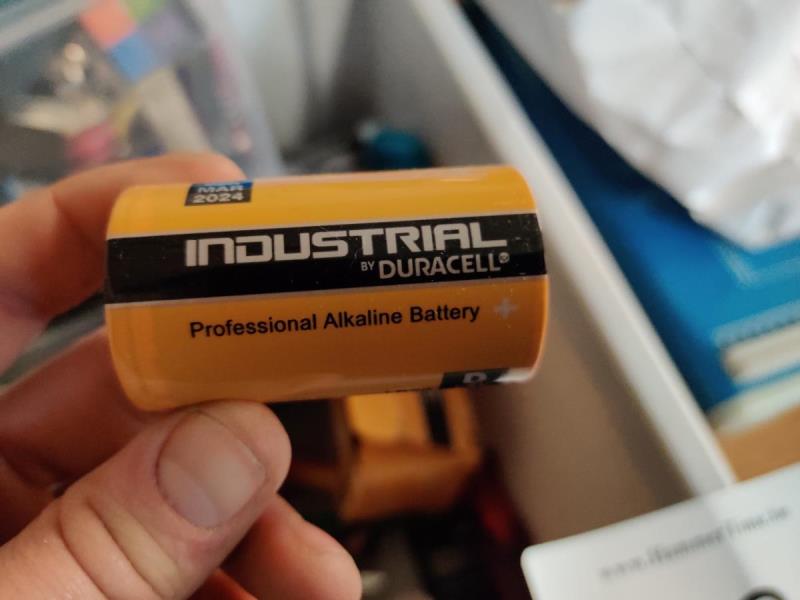 MAR
2024
INDUSTRIAL
BY DURACELL®
Professional Alkaline Battery +
D